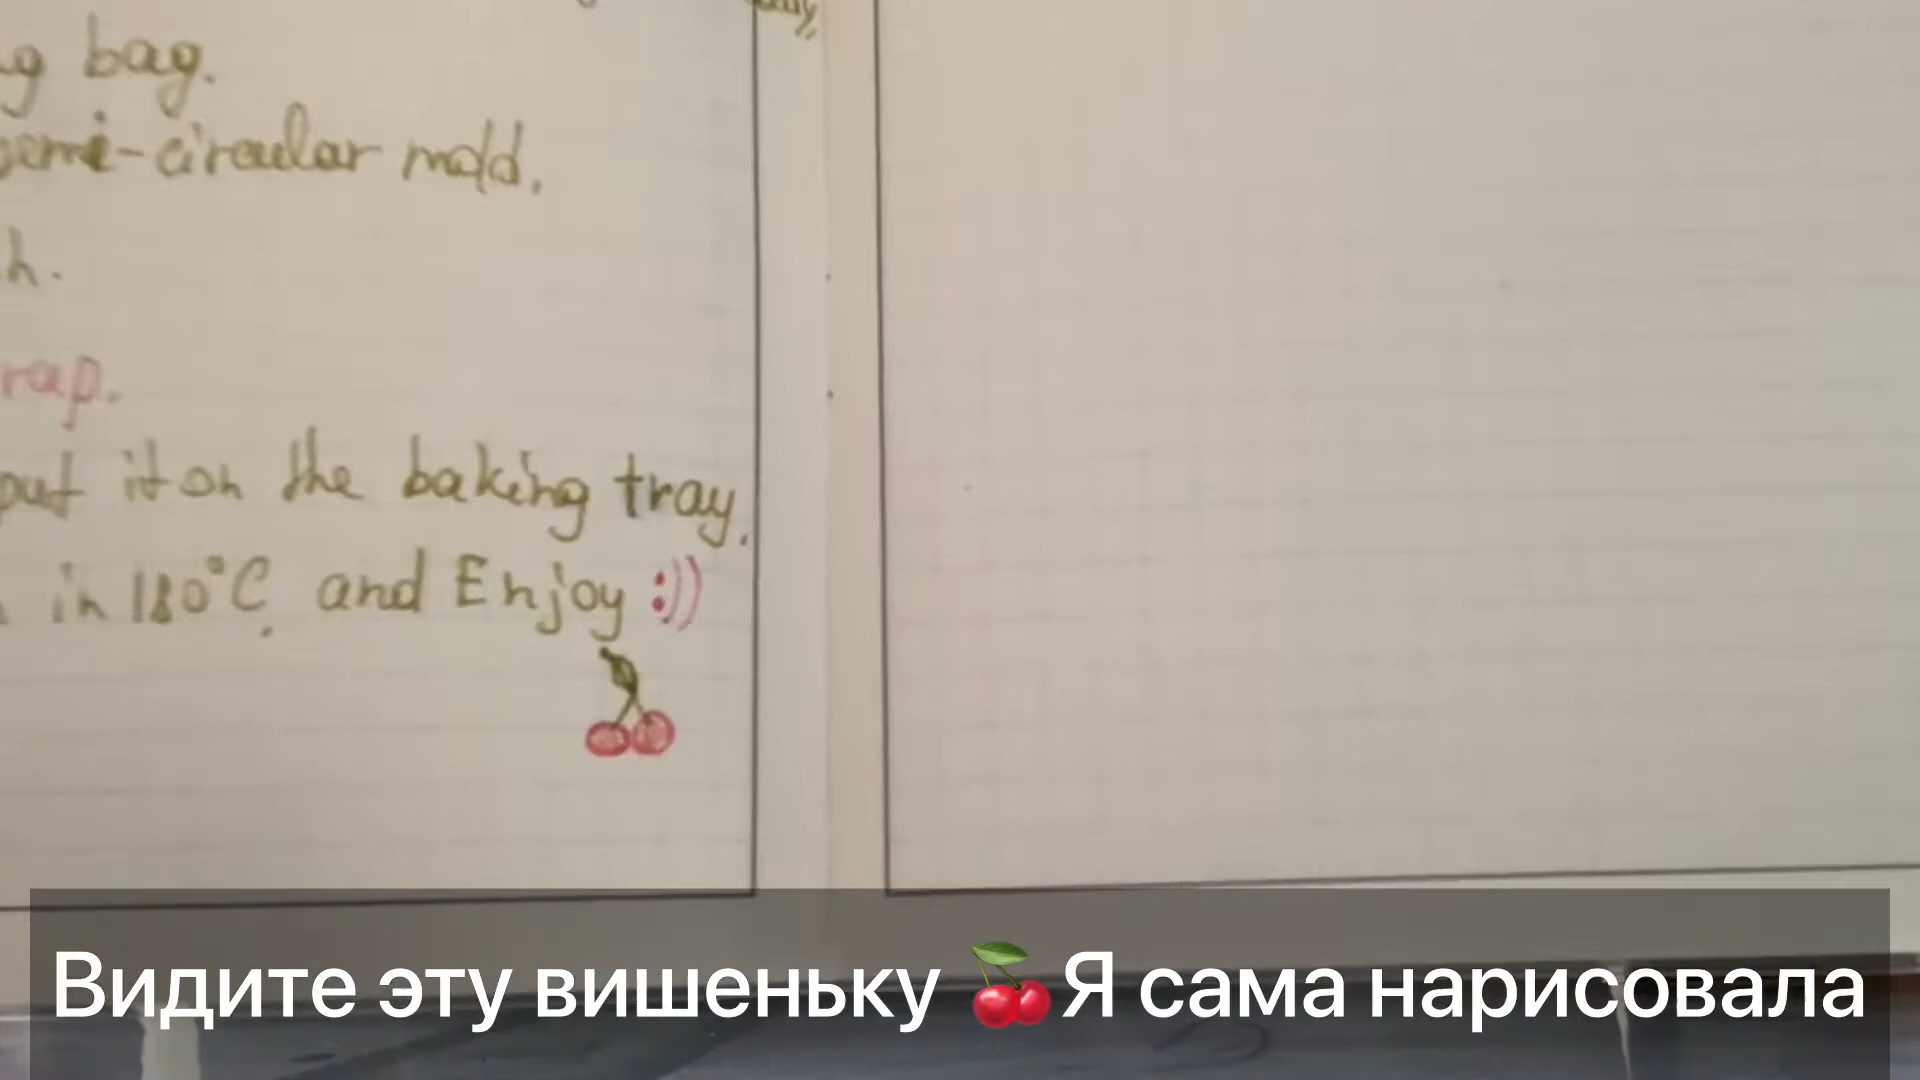 bag.
semi-circular mold.
put it on the baking tray.
in 180°C. and Enjoy :))
Видите эту вишеньку 🍒Я сама нарисовала